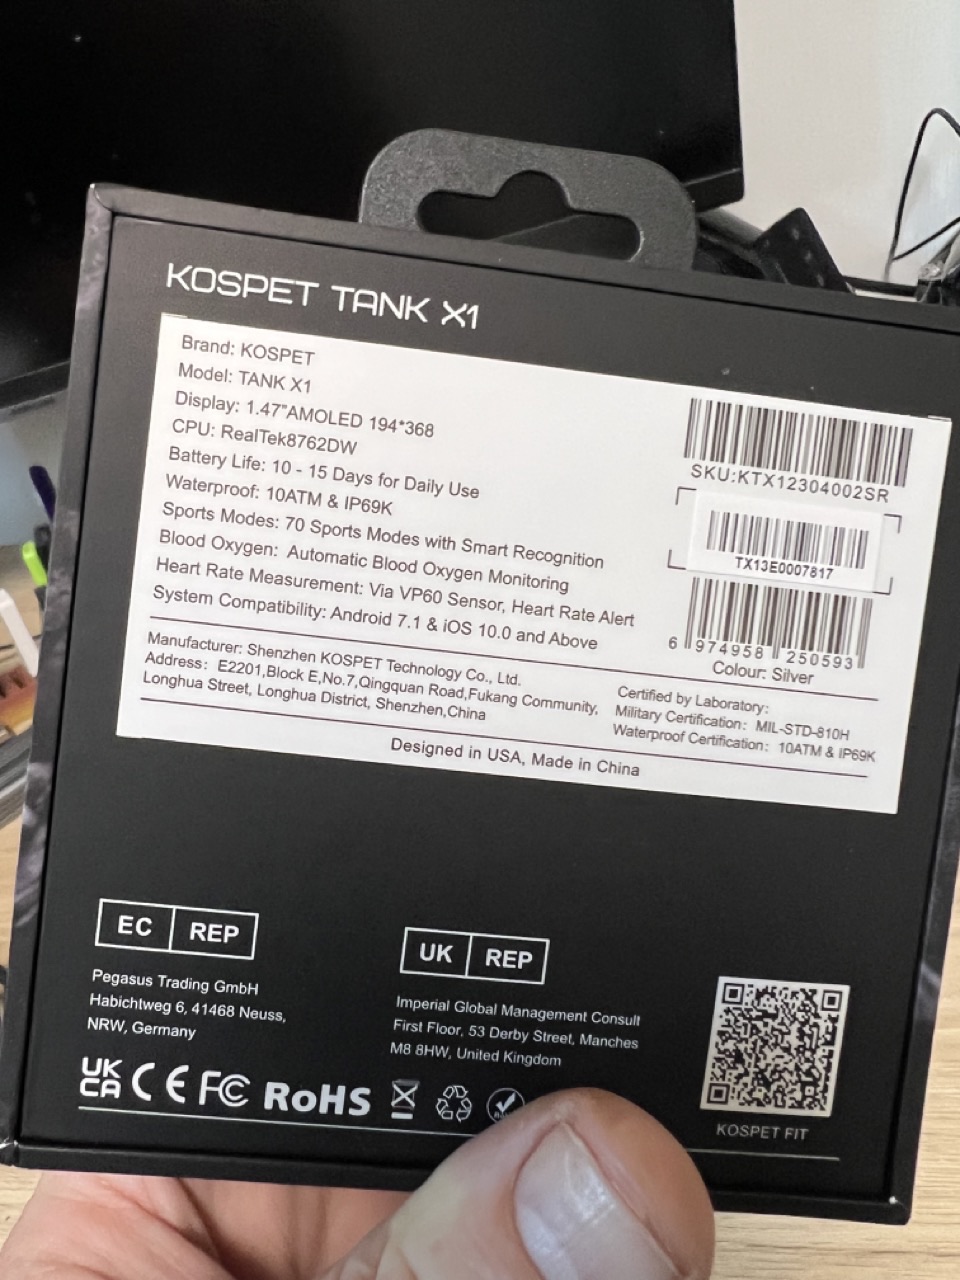 KOSPET TANK X1
Brand: KOSPET
Model: TANK X1
Display: 1.47"AMOLED 194*368
CPU: RealTek8762DW
Battery Life: 10 - 15 Days for Daily Use
Waterproof: 10ATM & IP69K
Sports Modes: 70 Sports Modes with Smart Recognition
Blood Oxygen: Automatic Blood Oxygen Monitoring
Heart Rate Measurement: Via VP60 Sensor, Heart Rate Alert
System Compatibility: Android 7.1 & iOS 10.0 and Above
SKU:KTX12304002SR
TX13E0007817
6 974958 250593
Colour: Silver
Manufacturer: Shenzhen KOSPET Technology Co., Ltd.
Address: E2201,Block E,No.7,Qingquan Road,Fukang Community,
Longhua Street, Longhua District, Shenzhen,China
Certified by Laboratory:
Military Certification: MIL-STD-810H
Waterproof Certification: 10ATM & IP69K
Designed in USA, Made in China
EC REP
Pegasus Trading GmbH
Habichtweg 6, 41468 Neuss,
NRW, Germany
UK REP
Imperial Global Management Consult
First Floor, 53 Derby Street, Manches
M8 8HW, United Kingdom
UK
CA CE FC RoHS
KOSPET FIT